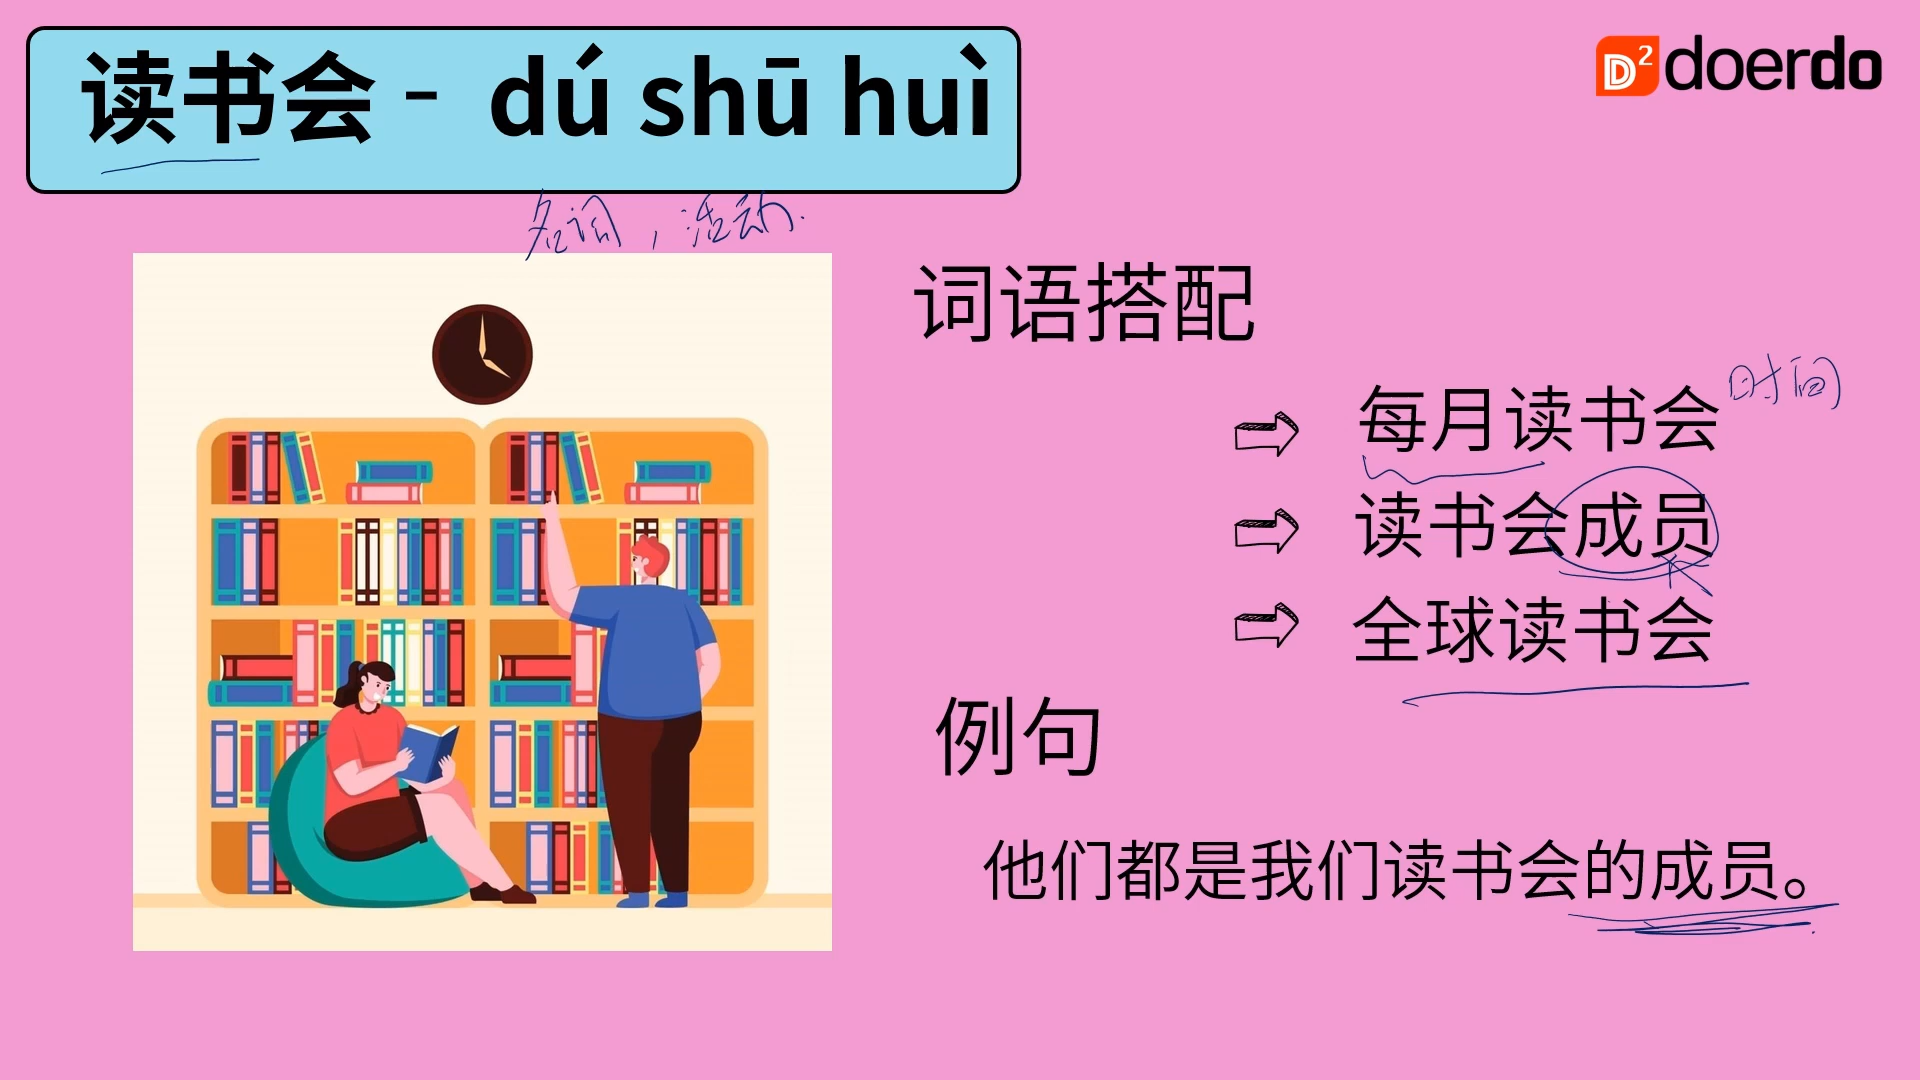 读书会 - dú shū huì
D2 doerdo
名词，活动.
词语搭配
每月读书会 时间
读书会成员
全球读书会
例句
他们都是我们读书会的成员。